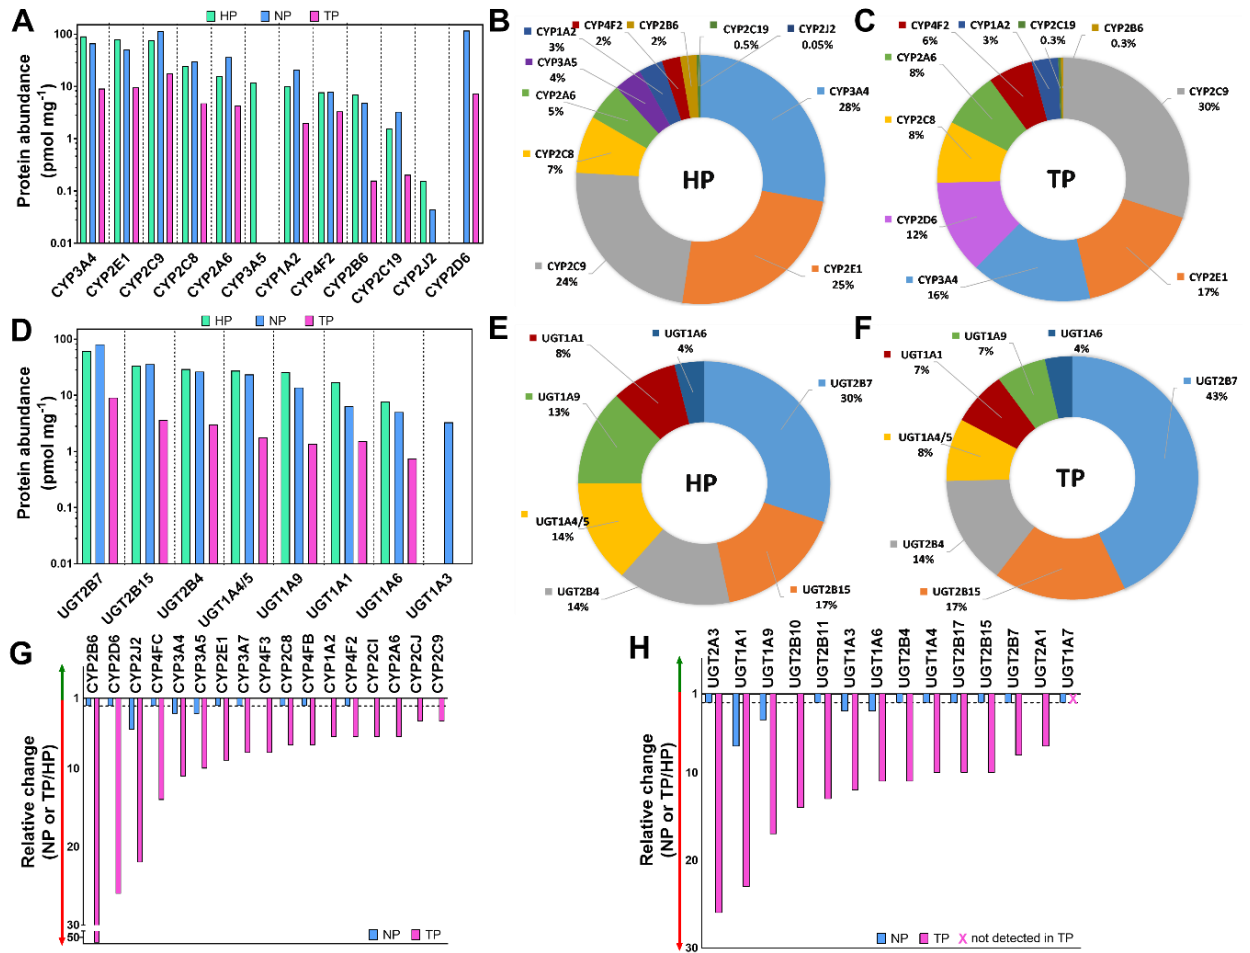 A
HP NP TP
Protein abundance
(pmol mg⁻¹)
100
10
1
0.1
0.01
CYP3A4
CYP2E1
CYP2C9
CYP2C8
CYP2A6
CYP3A5
CYP1A2
CYP4F2
CYP2B6
CYP2C19
CYP2J2
CYP2D6
B
CYP4F2
2%
CYP2B6
2%
CYP2C19
0.5%
CYP2J2
0.05%
CYP1A2
3%
CYP3A5
4%
CYP2A6
5%
CYP2C8
7%
CYP2C9
24%
CYP3A4
28%
CYP2E1
25%
HP
C
CYP4F2
6%
CYP1A2
3%
CYP2C19
0.3%
CYP2B6
0.3%
CYP2A6
8%
CYP2C8
8%
CYP2D6
12%
CYP3A4
16%
CYP2C9
30%
CYP2E1
17%
TP
D
HP NP TP
Protein abundance
(pmol mg⁻¹)
100
10
1
0.1
0.01
UGT2B7
UGT2B15
UGT2B4
UGT1A4/5
UGT1A9
UGT1A1
UGT1A6
UGT1A3
E
UGT1A1
8%
UGT1A6
4%
UGT1A9
13%
UGT1A4/5
14%
UGT2B4
14%
UGT2B7
30%
UGT2B15
17%
HP
F
UGT1A9
7%
UGT1A6
4%
UGT1A1
7%
UGT1A4/5
8%
UGT2B4
14%
UGT2B15
17%
UGT2B7
43%
TP
G
CYP2B6
CYP2D6
CYP2J2
CYP4FC
CYP3A4
CYP3A5
CYP2E1
CYP3A7
CYP4F3
CYP2C8
CYP4FB
CYP1A2
CYP4F2
CYP2CI
CYP2A6
CYP2CJ
CYP2C9
Relative change
(NP or TP/HP)
1
10
20
30
50
NP TP
H
UGT2A3
UGT1A1
UGT1A9
UGT2B10
UGT2B11
UGT1A3
UGT1A6
UGT2B4
UGT1A4
UGT2B17
UGT2B15
UGT2B7
UGT2A1
UGT1A7
Relative change
(NP or TP/HP)
1
10
20
30
X
NP TP X not detected in TP